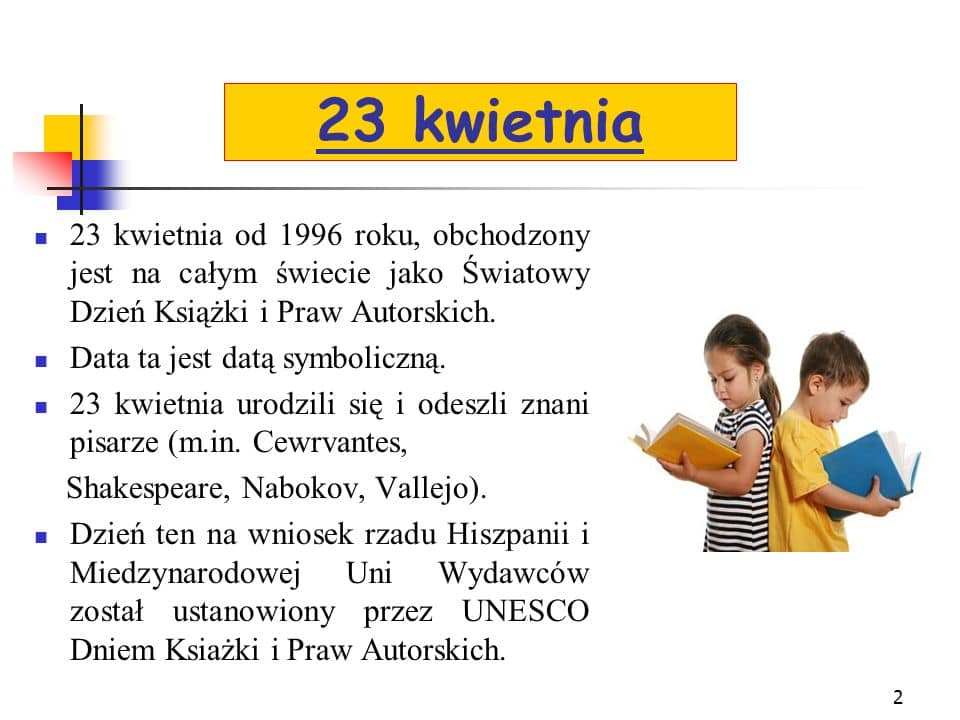 23 kwietnia
23 kwietnia od 1996 roku, obchodzony
jest na całym świecie jako Światowy
Dzień Książki i Praw Autorskich.
Data ta jest datą symboliczną.
23 kwietnia urodzili się i odeszli znani
pisarze (m.in. Cewrvantes,
Shakespeare, Nabokov, Vallejo).
Dzień ten na wniosek rzadu Hiszpanii i
Miedzynarodowej Uni Wydawców
został ustanowiony przez UNESCO
Dniem Ksiażki i Praw Autorskich.
2